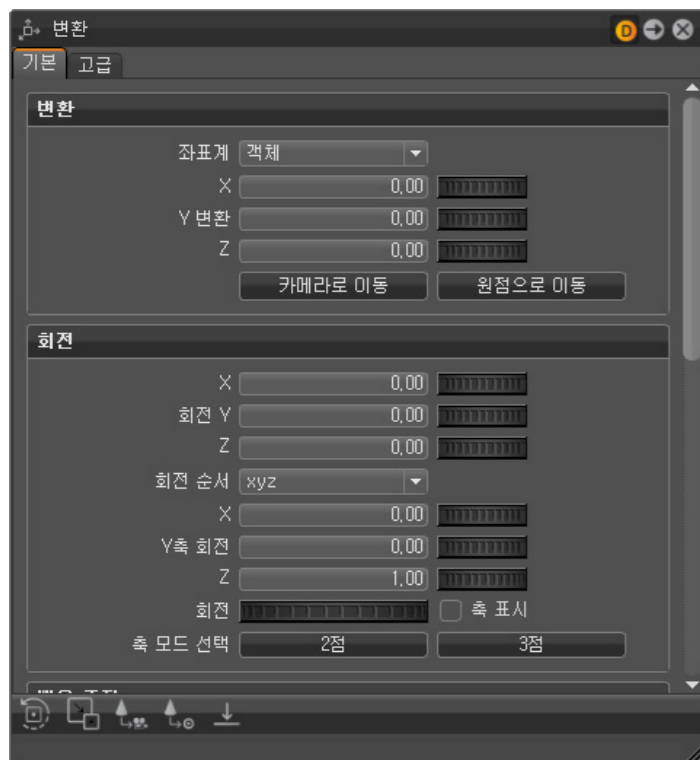 변환
D
기본 고급
변환
좌표계 객체
X 0,00
Y 변환 0,00
Z 0,00
카메라로 이동 원점으로 이동
회전
X 0,00
회전 Y 0,00
Z 0,00
회전 순서 xyz
X 0,00
Y축 회전 0,00
Z 1,00
회전 축 표시
축 모드 선택 2점 3점